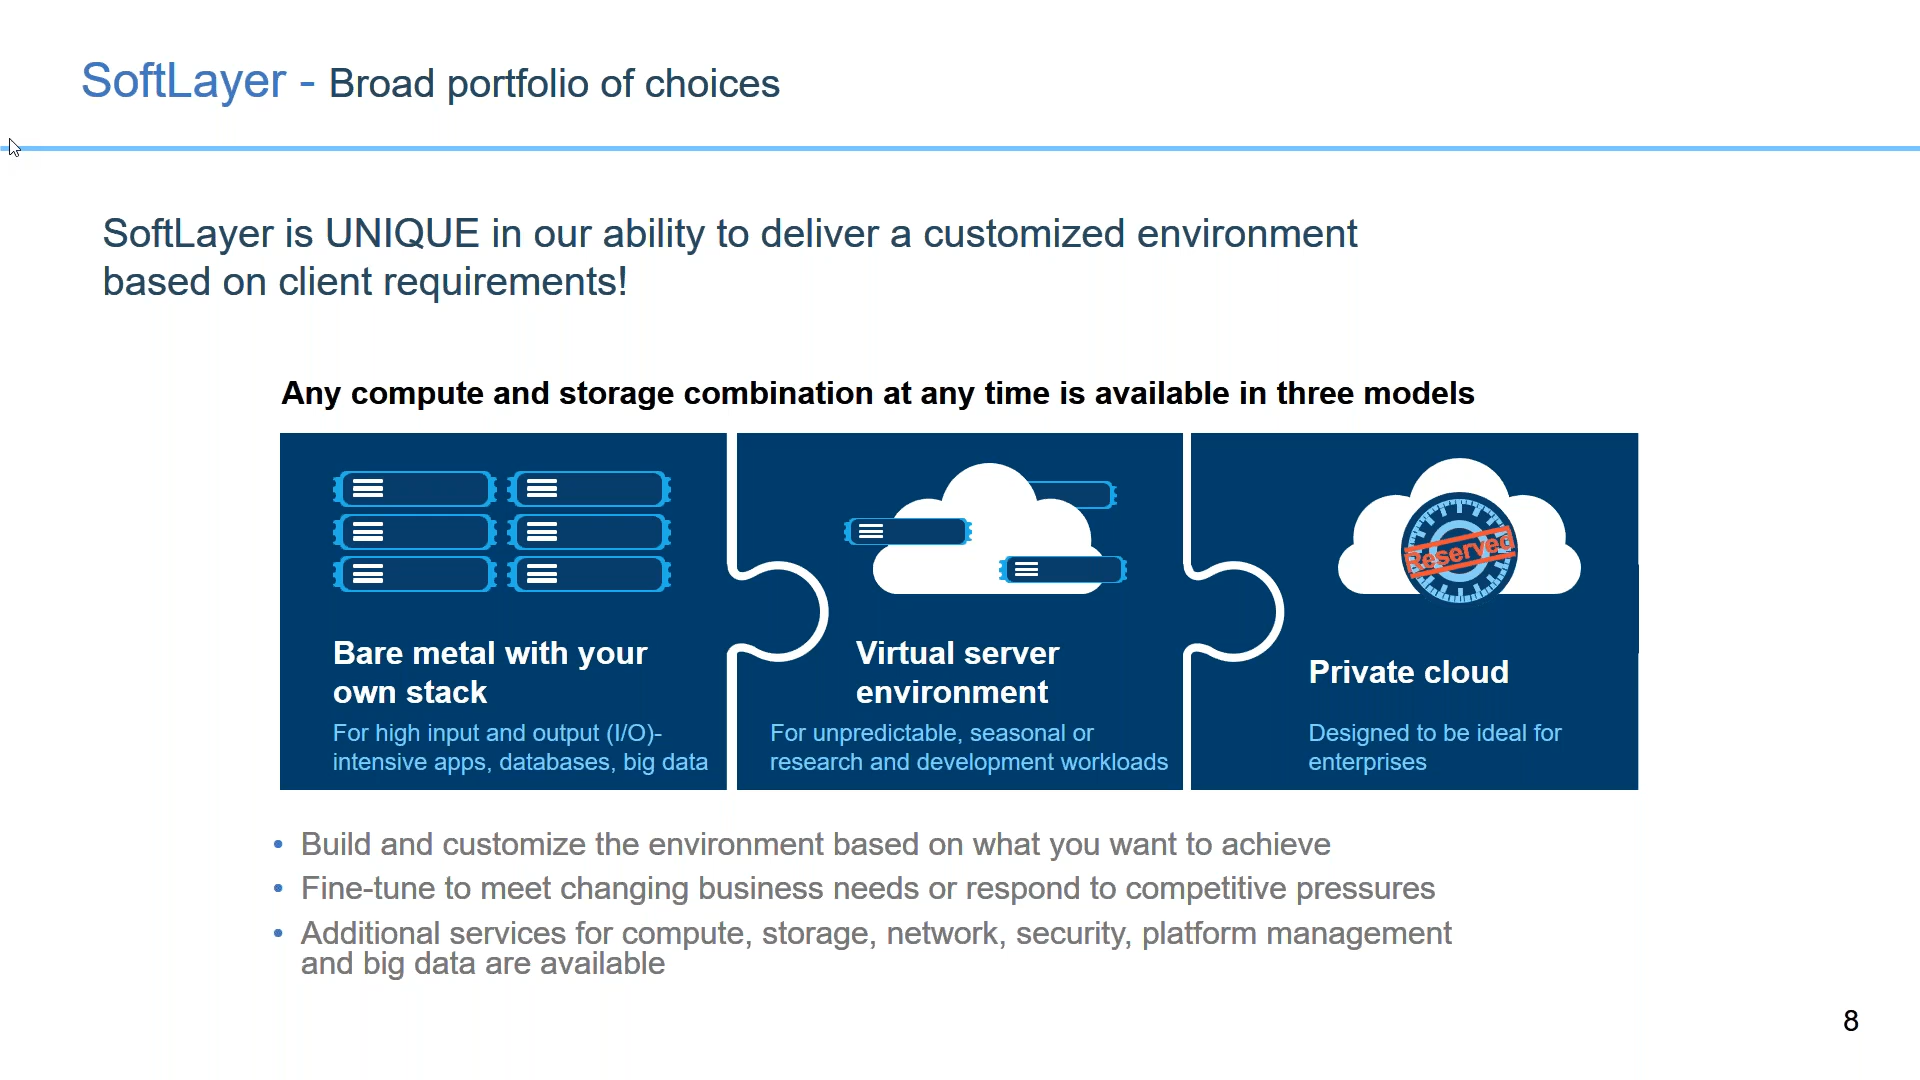 SoftLayer - Broad portfolio of choices
SoftLayer is UNIQUE in our ability to deliver a customized environment
based on client requirements!
Any compute and storage combination at any time is available in three models
Reserved
Bare metal with your
own stack
For high input and output (I/O)-
intensive apps, databases, big data
Virtual server
environment
For unpredictable, seasonal or
research and development workloads
Private cloud
Designed to be ideal for
enterprises
• Build and customize the environment based on what you want to achieve
• Fine-tune to meet changing business needs or respond to competitive pressures
• Additional services for compute, storage, network, security, platform management
and big data are available
8